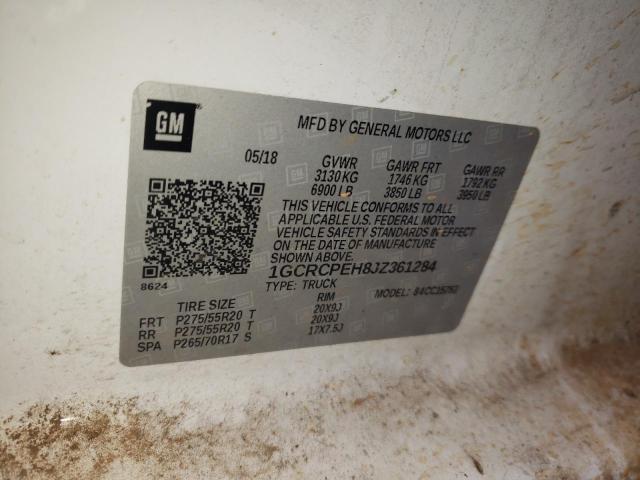 GM
MFD BY GENERAL MOTORS LLC
05/18 GVWR GAWR FRT GAWR RR
3130 KG 1746 KG 1792 KG
6900 LB 3850 LB 3950 LB
THIS VEHICLE CONFORMS TO ALL
APPLICABLE U.S. FEDERAL MOTOR
VEHICLE SAFETY STANDARDS IN EFFECT
ON THE DATE OF MANUFACTURE
SHOWN ABOVE.
8624
1GCRCPEH8JZ361284
TYPE: TRUCK MODEL:
TIRE SIZE RIM
FRT P275/55R20 T 20X9J
RR P275/55R20 T 20X9J
SPA P265/70R17 S 17X7.5J